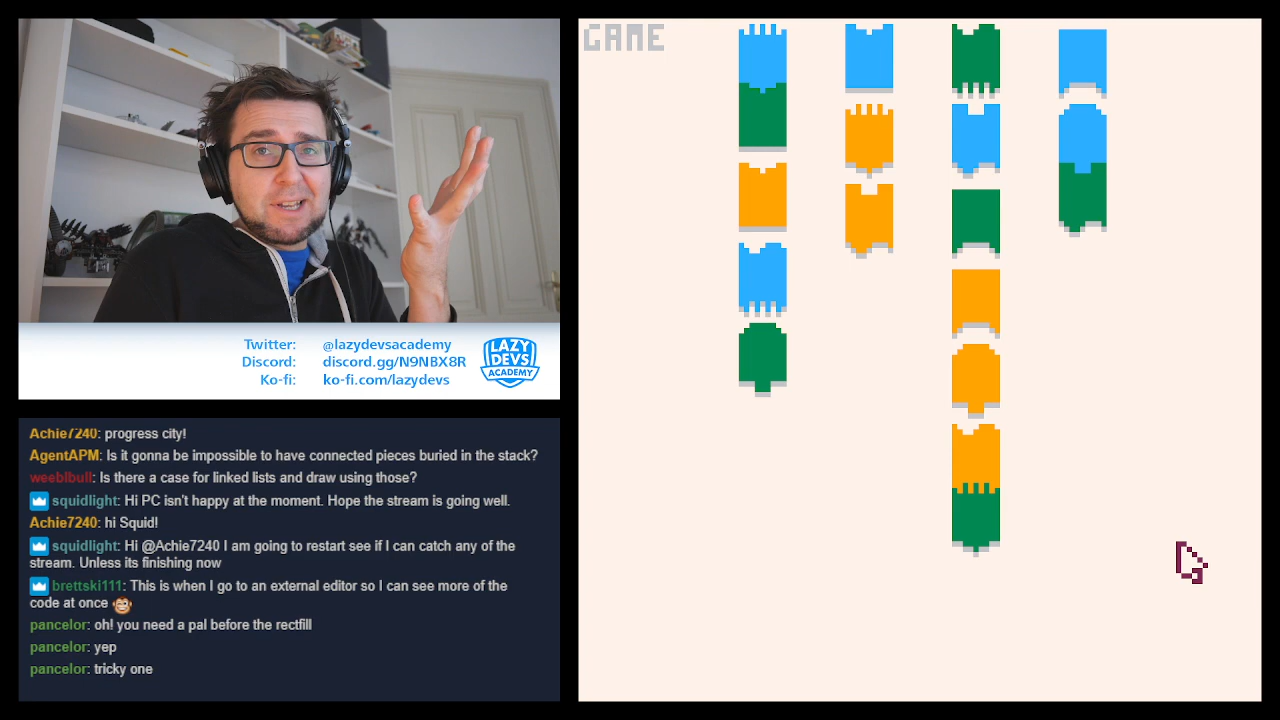 GAME
Twitter: @lazydevsacademy
Discord: discord.gg/N9NBX8R
Ko-fi: ko-fi.com/lazydevs
LAZY
DEVS
ACADEMY
Achie7240: progress city!
AgentAPM: Is it gonna be impossible to have connected pieces buried in the stack?
weeblbull: Is there a case for linked lists and draw using those?
squidlight: Hi PC isn't happy at the moment. Hope the stream is going well.
Achie7240: hi Squid!
squidlight: Hi @Achie7240 I am going to restart see if I can catch any of the
stream. Unless its finishing now
brettski111: This is when I go to an external editor so I can see more of the
code at once
pancelor: oh! you need a pal before the rectfill
pancelor: yep
pancelor: tricky one